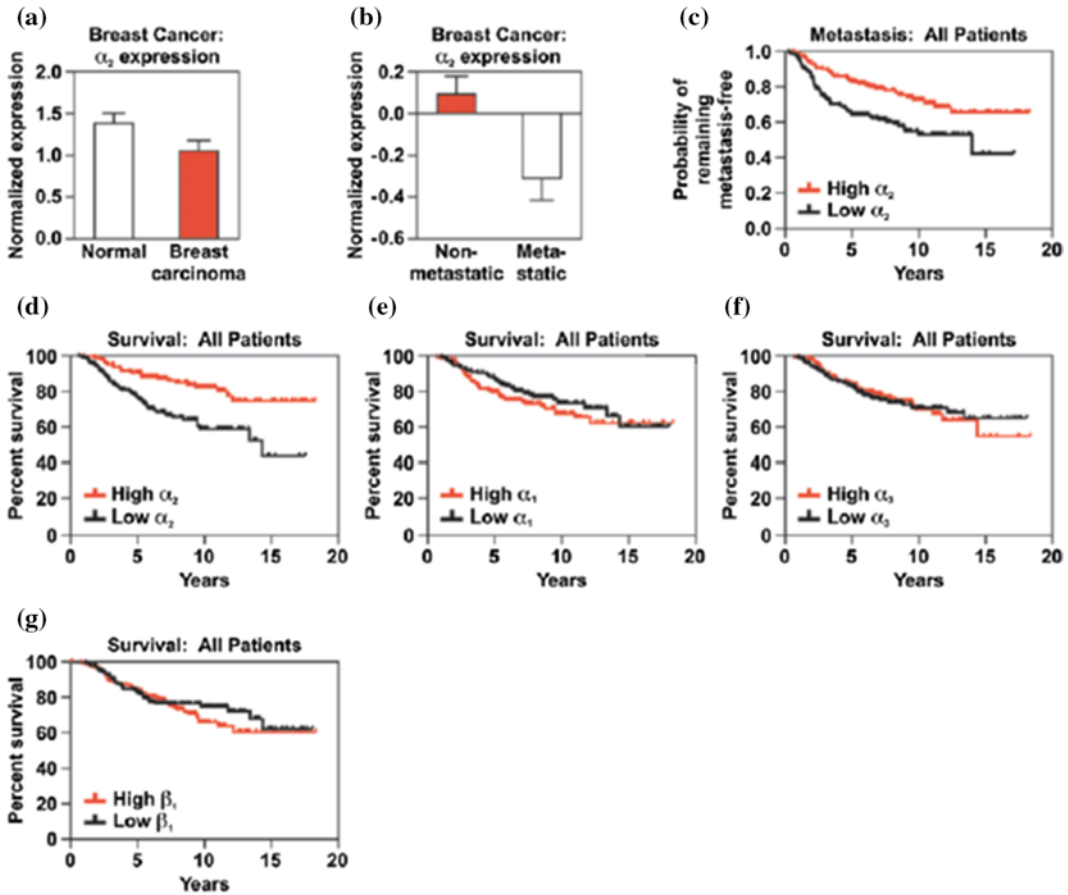 (a)
Breast Cancer:
α₂ expression
Normalized expression
2.0
1.5
1.0
0.5
0.0
Normal
Breast
carcinoma
(b)
Breast Cancer:
α₂ expression
Normalized expression
0.2
0.0
-0.2
-0.4
-0.6
Non-
metastatic
Meta-
static
(c)
Metastasis: All Patients
Probability of
remaining
metastasis-free
1.0
0.8
0.6
0.4
0.2
0.0
High α₂
Low α₂
0 5 10 15 20
Years
(d)
Survival: All Patients
Percent survival
100
80
60
40
20
0
High α₂
Low α₂
0 5 10 15 20
Years
(e)
Survival: All Patients
Percent survival
100
80
60
40
20
0
High α₁
Low α₁
0 5 10 15 20
Years
(f)
Survival: All Patients
Percent survival
100
80
60
40
20
0
High α₃
Low α₃
0 5 10 15 20
Years
(g)
Survival: All Patients
Percent survival
100
80
60
40
20
0
High β₁
Low β₁
0 5 10 15 20
Years